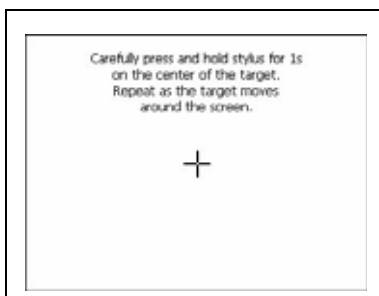 Carefully press and hold stylus for 1s
on the center of the target.
Repeat as the target moves
around the screen.